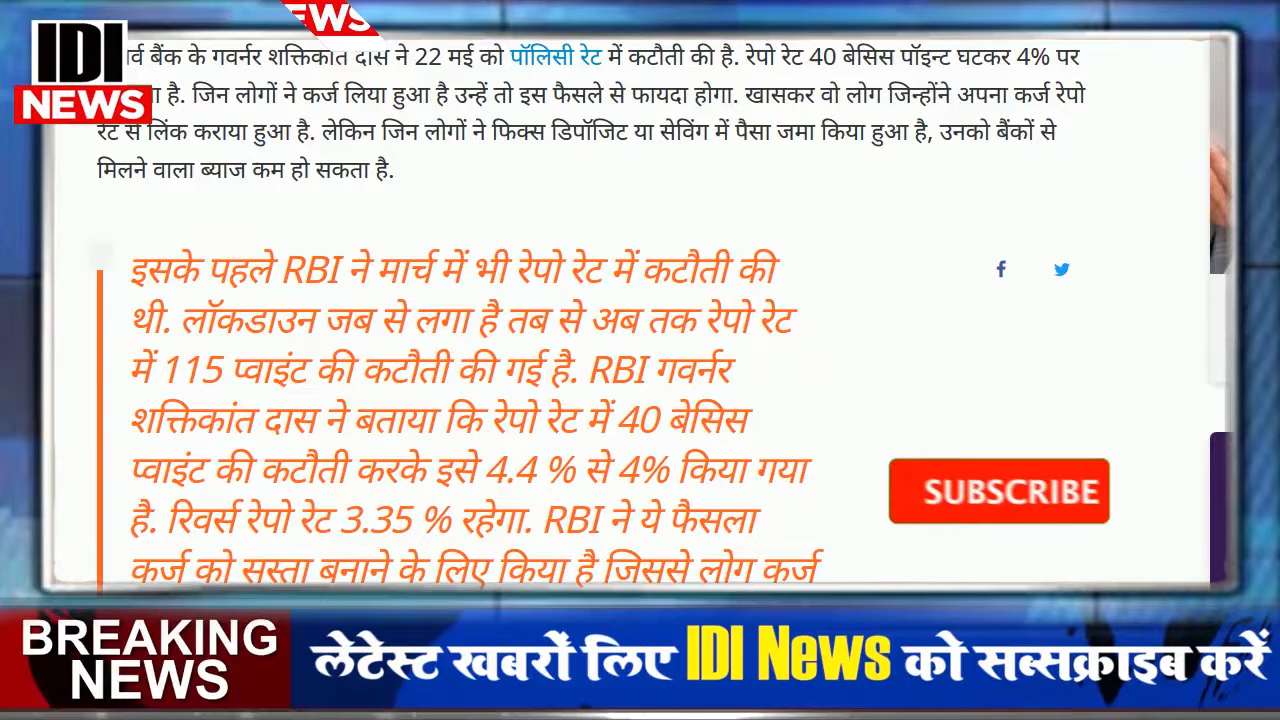 EWS
IDI
NEWS
र्व बैंक के गवर्नर शक्तिकांत दास ने 22 मई को पॉलिसी रेट में कटौती की है. रेपो रेट 40 बेसिस पॉइन्ट घटकर 4% पर
है. जिन लोगों ने कर्ज लिया हुआ है उन्हें तो इस फैसले से फायदा होगा. खासकर वो लोग जिन्होंने अपना कर्ज रेपो
रेट से लिंक कराया हुआ है. लेकिन जिन लोगों ने फिक्स डिपॉजिट या सेविंग में पैसा जमा किया हुआ है, उनको बैंकों से
मिलने वाला ब्याज कम हो सकता है.
इसके पहले RBI ने मार्च में भी रेपो रेट में कटौती की
थी. लॉकडाउन जब से लगा है तब से अब तक रेपो रेट
में 115 प्वाइंट की कटौती की गई है. RBI गवर्नर
शक्तिकांत दास ने बताया कि रेपो रेट में 40 बेसिस
प्वाइंट की कटौती करके इसे 4.4 % से 4% किया गया
है. रिवर्स रेपो रेट 3.35 % रहेगा. RBI ने ये फैसला
कर्ज को सस्ता बनाने के लिए किया है जिससे लोग कर्ज
SUBSCRIBE
BREAKING
NEWS
लेटेस्ट खबरों लिए IDI News को सब्सक्राइब करें